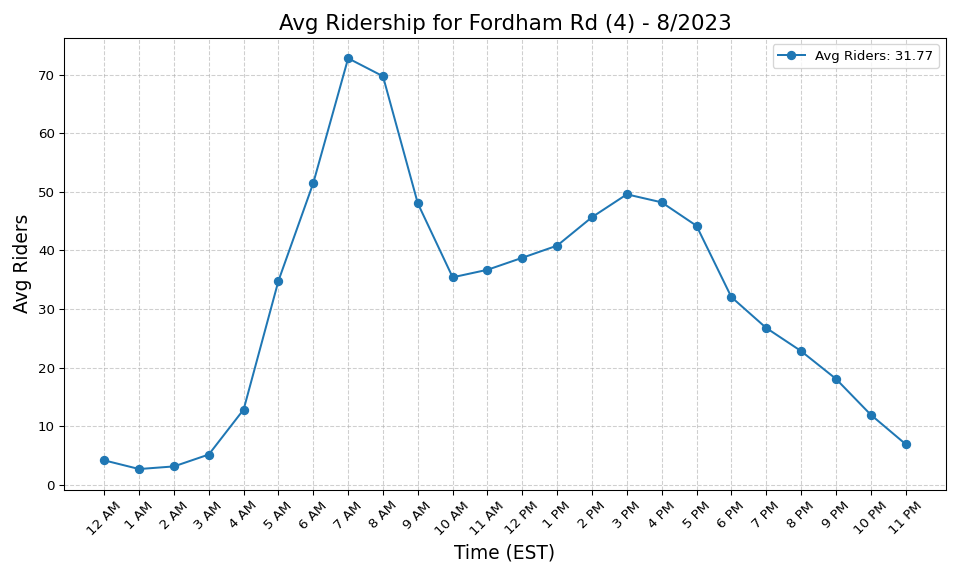 Avg Ridership for Fordham Rd (4) - 8/2023
Avg Riders: 31.77
Avg Riders
70
60
50
40
30
20
10
0
12 AM
1 AM
2 AM
3 AM
4 AM
5 AM
6 AM
7 AM
8 AM
9 AM
10 AM
11 AM
12 PM
1 PM
2 PM
3 PM
4 PM
5 PM
6 PM
7 PM
8 PM
9 PM
10 PM
11 PM
Time (EST)